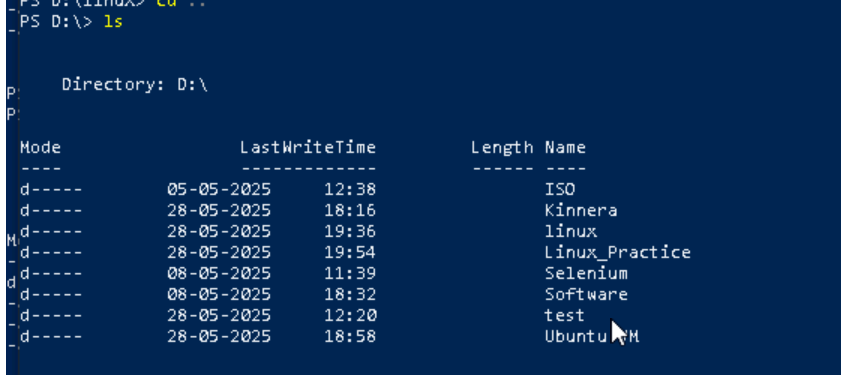 PS D:\linux> cd ..
PS D:\> ls
Directory: D:\
Mode LastWriteTime Length Name
---- ------------- ------ ----
d----- 05-05-2025 12:38 ISO
d----- 28-05-2025 18:16 Kinnera
d----- 28-05-2025 19:36 linux
d----- 28-05-2025 19:54 Linux_Practice
d----- 08-05-2025 11:39 Selenium
d----- 08-05-2025 18:32 Software
d----- 28-05-2025 12:20 test
d----- 28-05-2025 18:58 Ubuntu